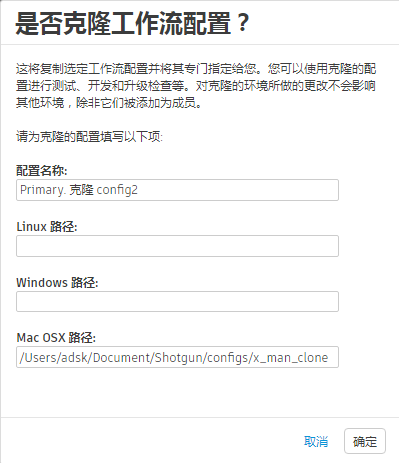 是否克隆工作流配置？
这将复制选定工作流配置并将其专门指定给您。您可以使用克隆的配
置进行测试、开发和升级检查等。对克隆的环境所做的更改不会影响
其他环境，除非它们被添加为成员。
请为克隆的配置填写以下项:
配置名称:
Primary. 克隆 config2
Linux 路径:
Windows 路径:
Mac OSX 路径:
/Users/adsk/Document/Shotgun/configs/x_man_clone
取消
确定